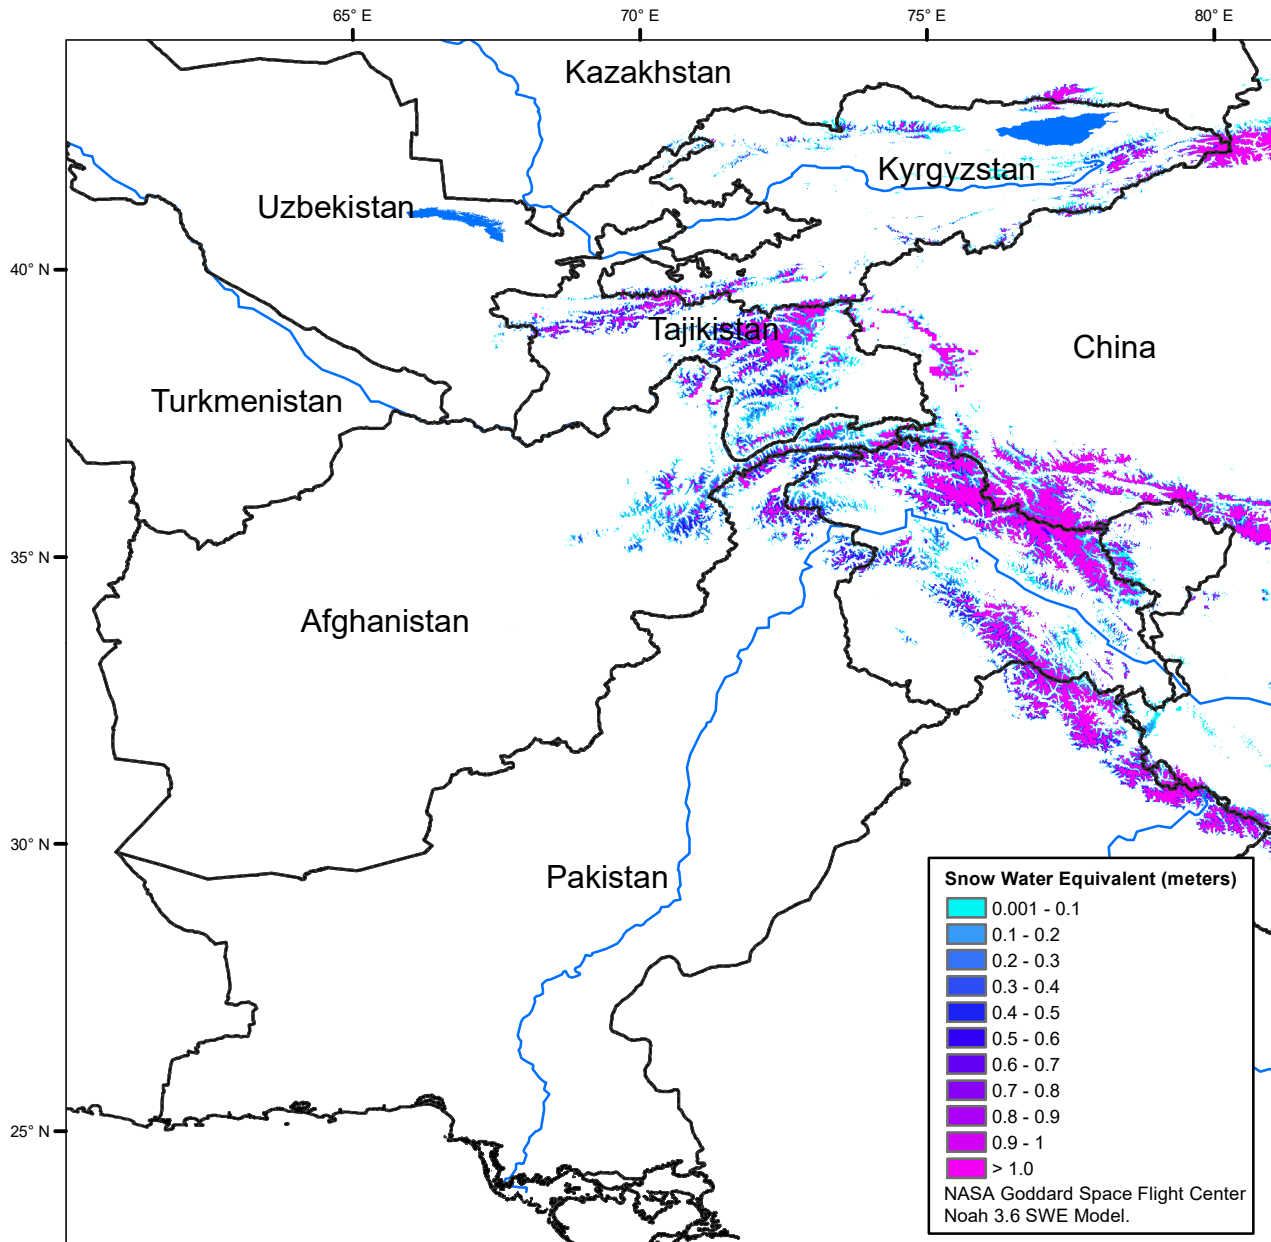 65° E
70° E
75° E
80° E
Kazakhstan
Kyrgyzstan
Uzbekistan
40° N
Tajikistan
China
Turkmenistan
35° N
Afghanistan
30° N
Pakistan
25° N
Snow Water Equivalent (meters)
0.001 - 0.1
0.1 - 0.2
0.2 - 0.3
0.3 - 0.4
0.4 - 0.5
0.5 - 0.6
0.6 - 0.7
0.7 - 0.8
0.8 - 0.9
0.9 - 1
> 1.0
NASA Goddard Space Flight Center
Noah 3.6 SWE Model.